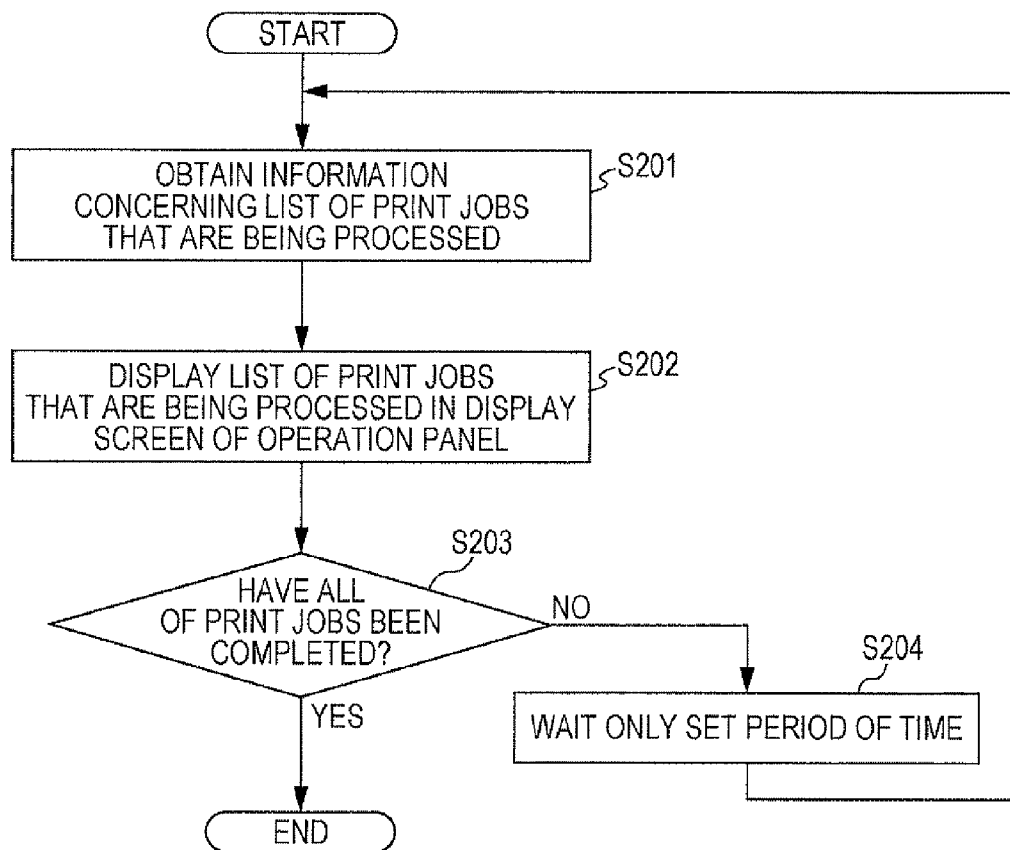 START
OBTAIN INFORMATION
CONCERNING LIST OF PRINT JOBS
THAT ARE BEING PROCESSED
S201
DISPLAY LIST OF PRINT JOBS
THAT ARE BEING PROCESSED IN DISPLAY
SCREEN OF OPERATION PANEL
S202
S203
HAVE ALL
OF PRINT JOBS BEEN
COMPLETED?
NO
YES
S204
WAIT ONLY SET PERIOD OF TIME
END